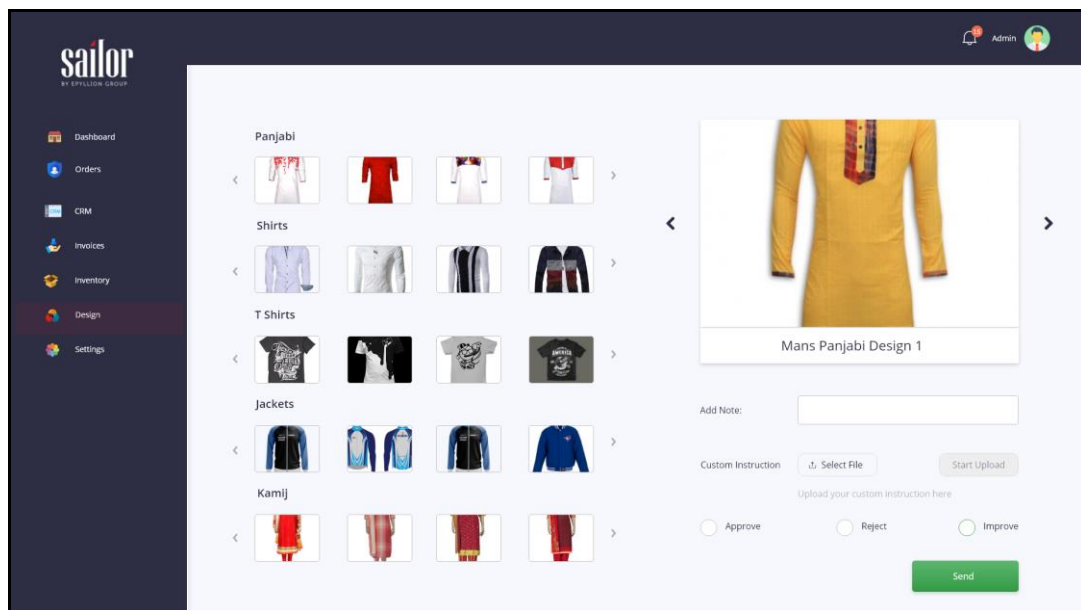 sailor
BY EPYLLION GROUP
15
Admin
Dashboard
Orders
CRM
Invoices
Inventory
Design
Settings
Panjabi
Shirts
T Shirts
Jackets
Kamij
Mans Panjabi Design 1
Add Note:
Custom Instruction
Select File
Start Upload
Upload your custom instruction here
Approve
Reject
Improve
Send